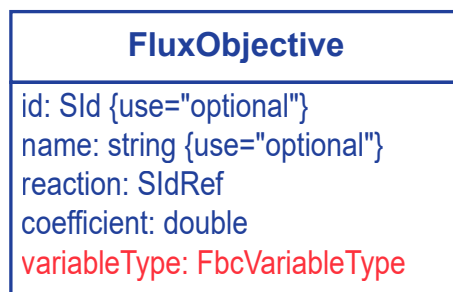 FluxObjective
id: SId {use="optional"}
name: string {use="optional"}
reaction: SIdRef
coefficient: double
variableType: FbcVariableType